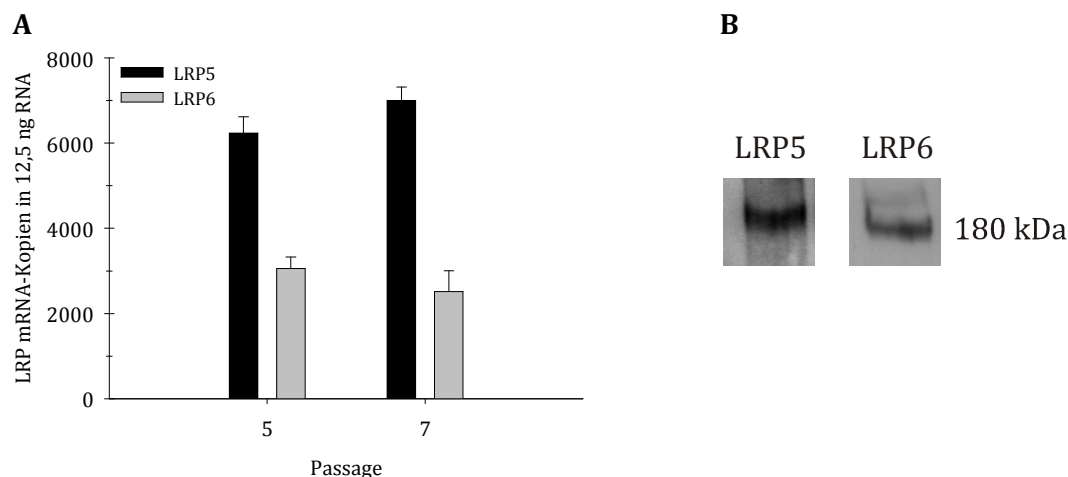 A
LRP mRNA-Kopien in 12,5 ng RNA
8000
6000
4000
2000
0
LRP5
LRP6
5
7
Passage
B
LRP5
LRP6
180 kDa